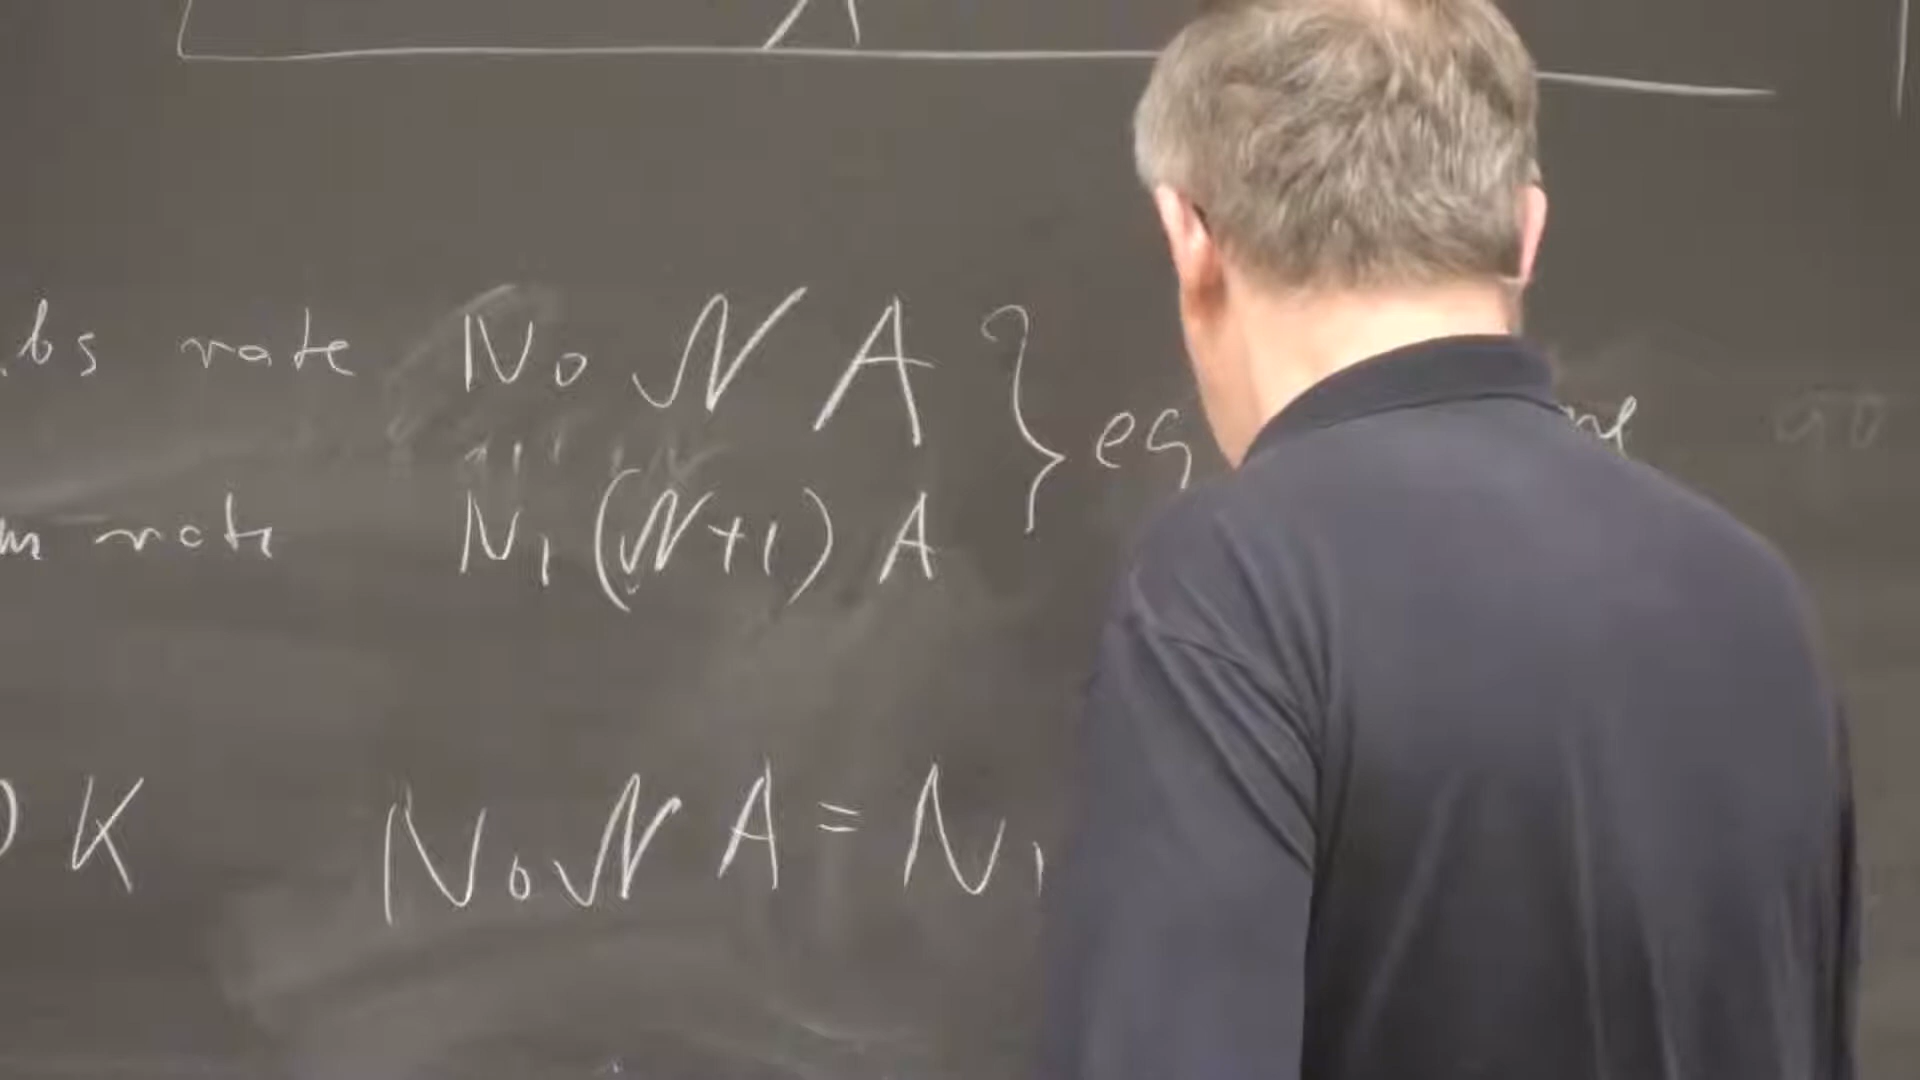 bs rate N₀ 𝒩 A } eq
m rate N₁ (𝒩+1) A
K N₀ 𝒩 A = N₁